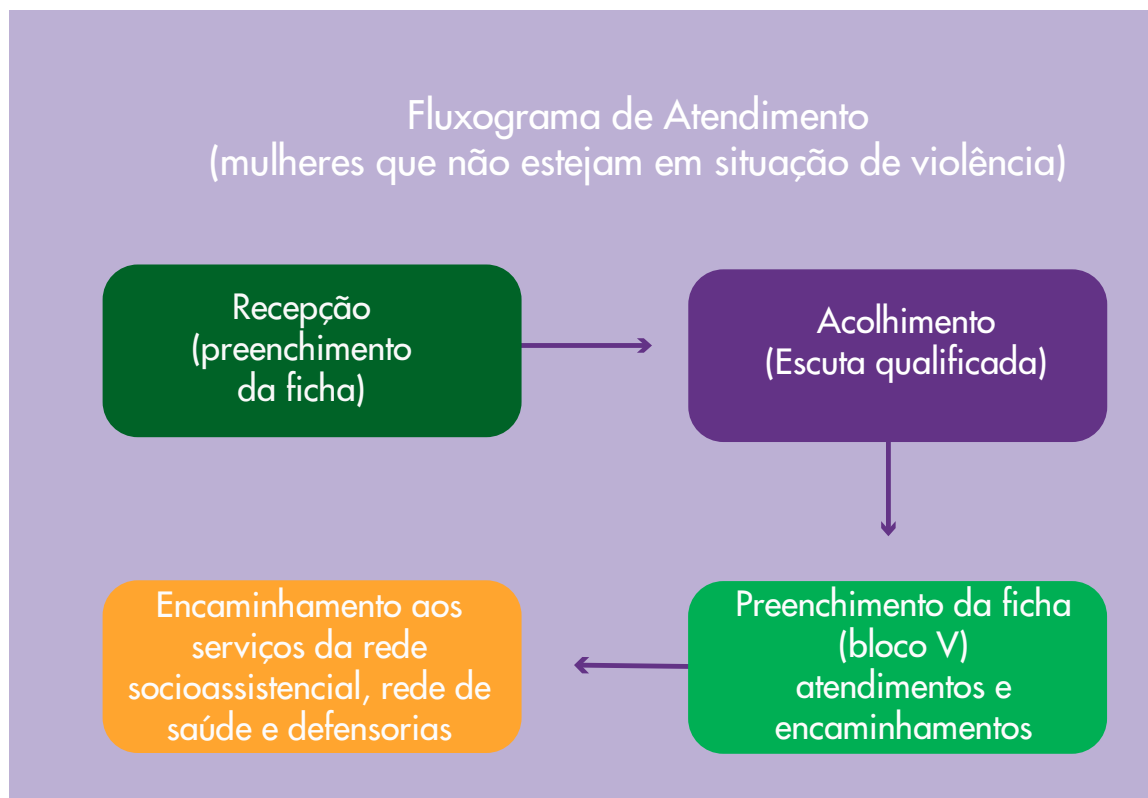 Fluxograma de Atendimento
(mulheres que não estejam em situação de violência)
Recepção
(preenchimento
da ficha)
Acolhimento
(Escuta qualificada)
Preenchimento da ficha
(bloco V)
atendimentos e
encaminhamentos
Encaminhamento aos
serviços da rede
socioassistencial, rede de
saúde e defensorias